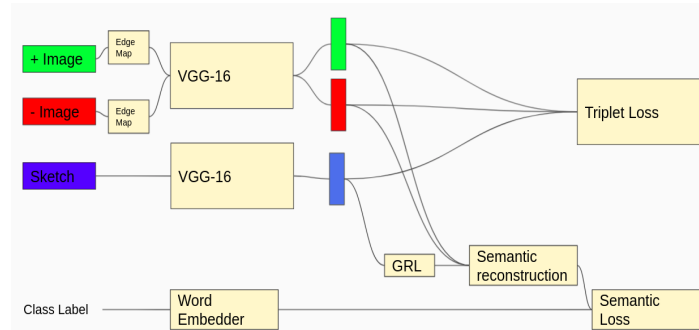 + Image
Edge
Map
VGG-16
- Image
Edge
Map
Triplet Loss
Sketch
VGG-16
GRL
Semantic
reconstruction
Class Label
Word
Embedder
Semantic
Loss